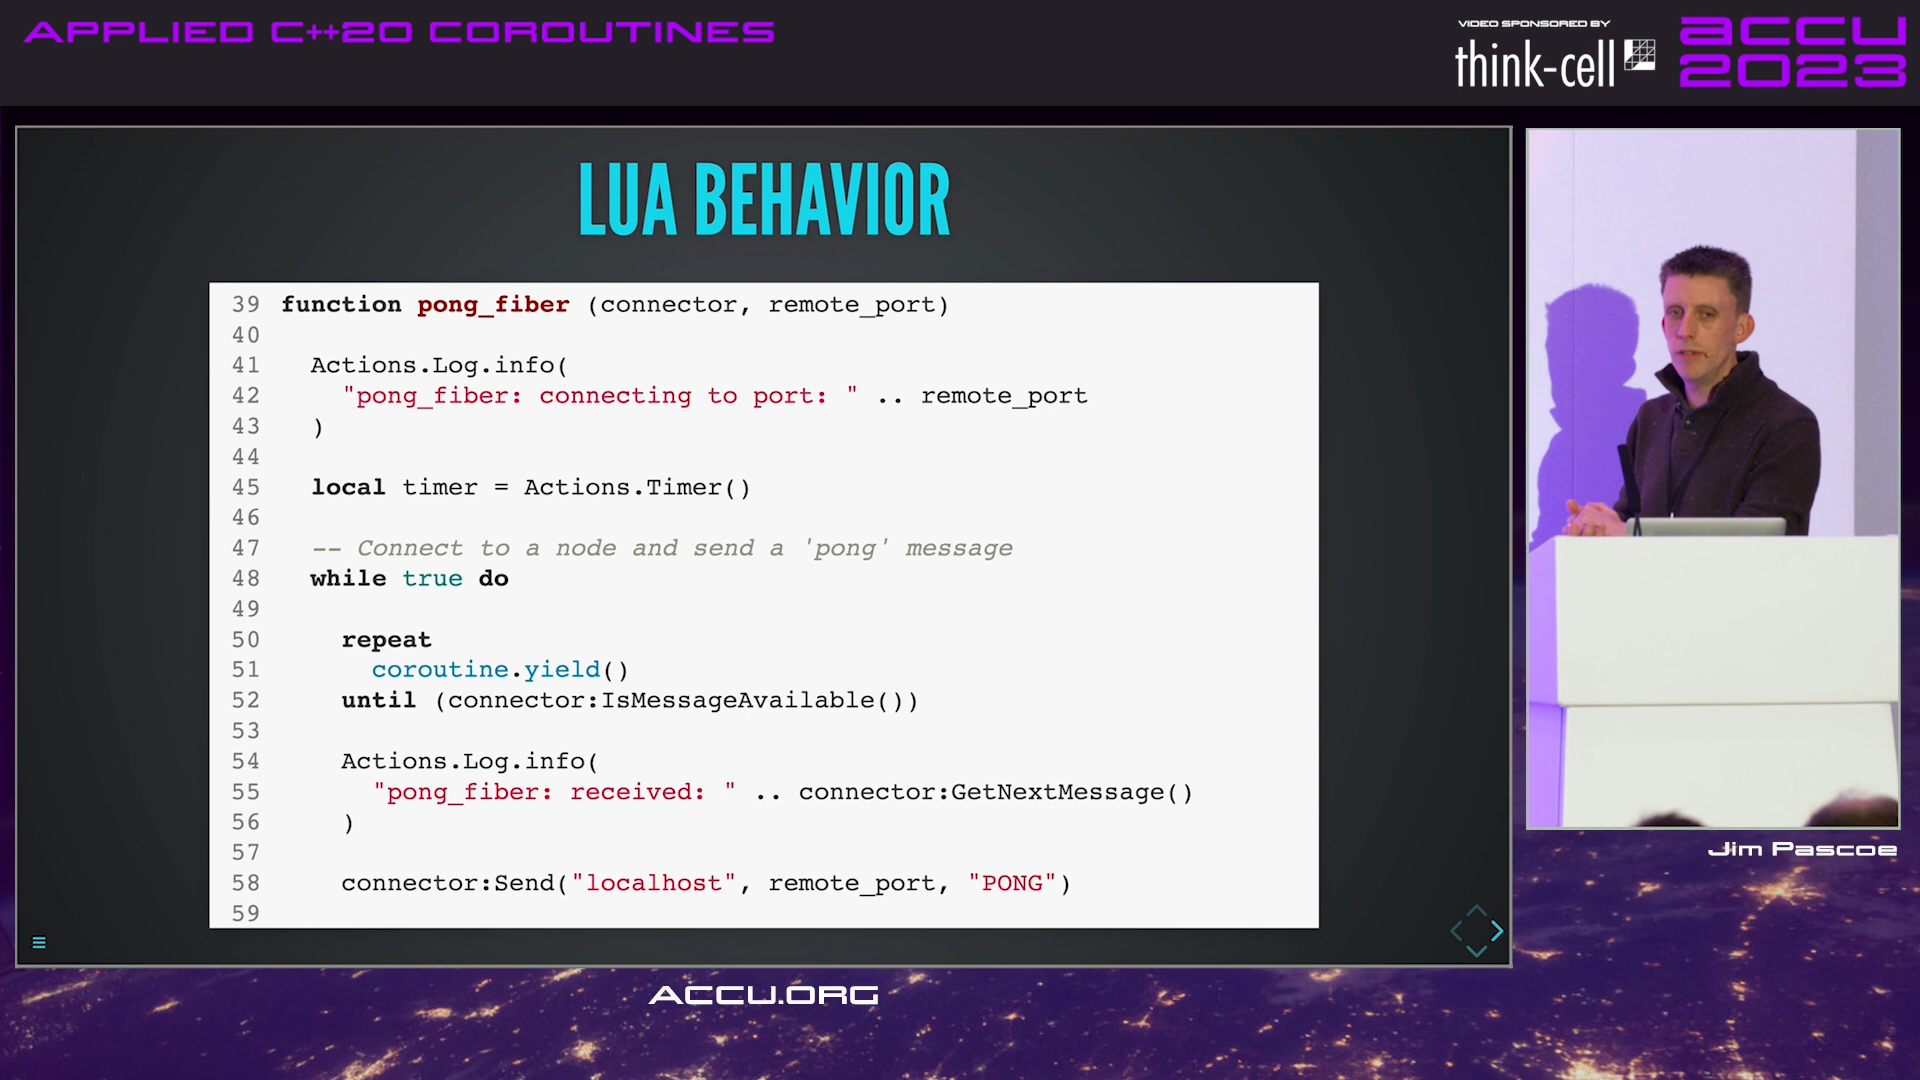 APPLIED C++20 COROUTINES
VIDEO SPONSORED BY
think-cell
accu
2023
LUA BEHAVIOR
39 function pong_fiber (connector, remote_port)
40
41   Actions.Log.info(
42     "pong_fiber: connecting to port: " .. remote_port
43   )
44
45   local timer = Actions.Timer()
46
47   -- Connect to a node and send a 'pong' message
48   while true do
49
50     repeat
51       coroutine.yield()
52     until (connector:IsMessageAvailable())
53
54     Actions.Log.info(
55       "pong_fiber: received: " .. connector:GetNextMessage()
56     )
57
58     connector:Send("localhost", remote_port, "PONG")
59
Jim Pascoe
ACCU.ORG